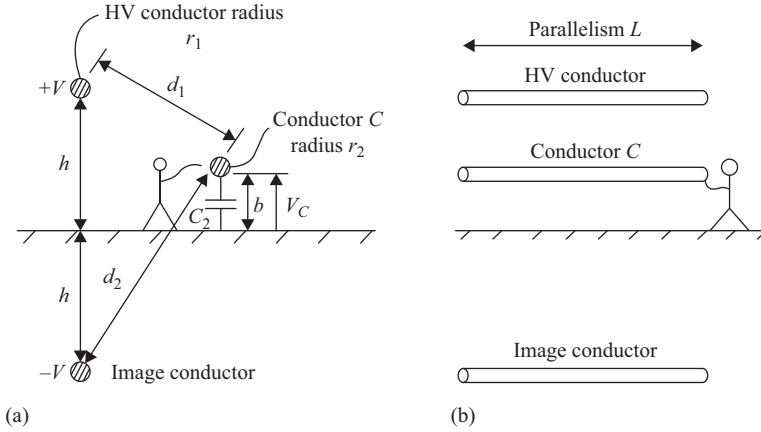 HV conductor radius
r1
+V
d1
Conductor C
radius r2
h
C2
b
VC
h
d2
–V
Image conductor
(a)
Parallelism L
HV conductor
Conductor C
Image conductor
(b)